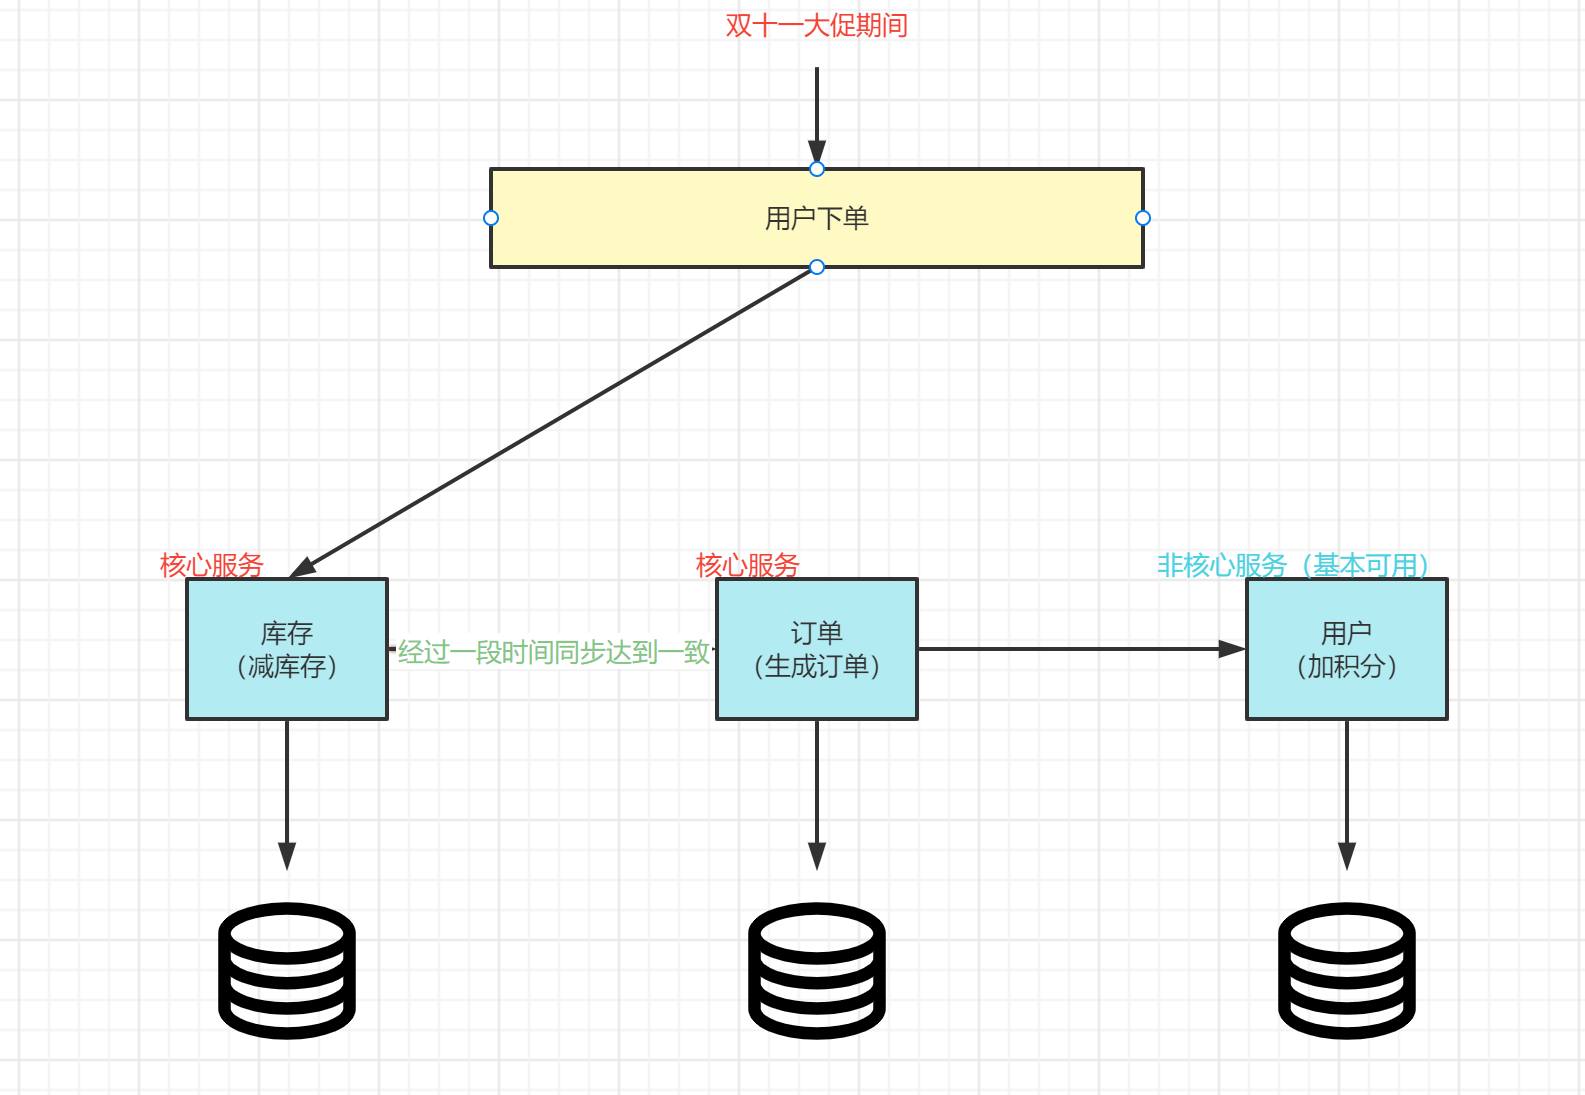 双十一大促期间
用户下单
核心服务
核心服务
非核心服务（基本可用）
库存
（减库存）
经过一段时间同步达到一致
订单
（生成订单）
用户
（加积分）